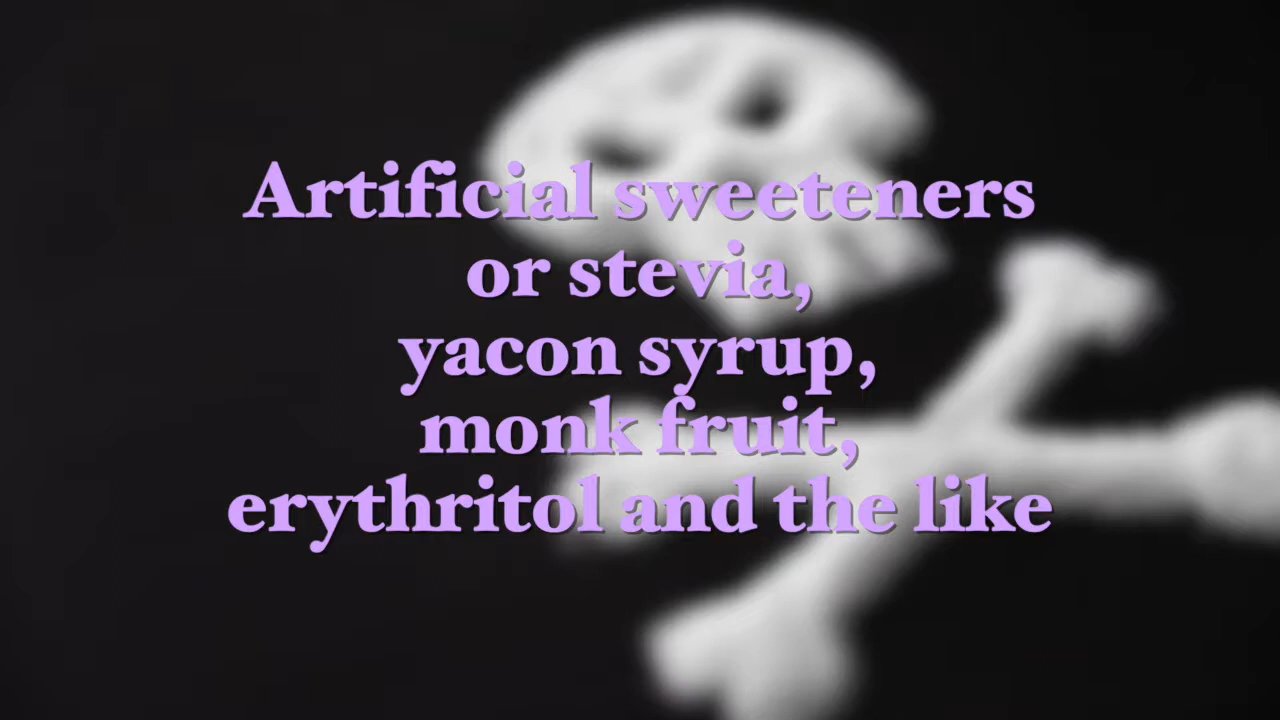 Artificial sweeteners
or stevia,
yacon syrup,
monk fruit,
erythritol and the like